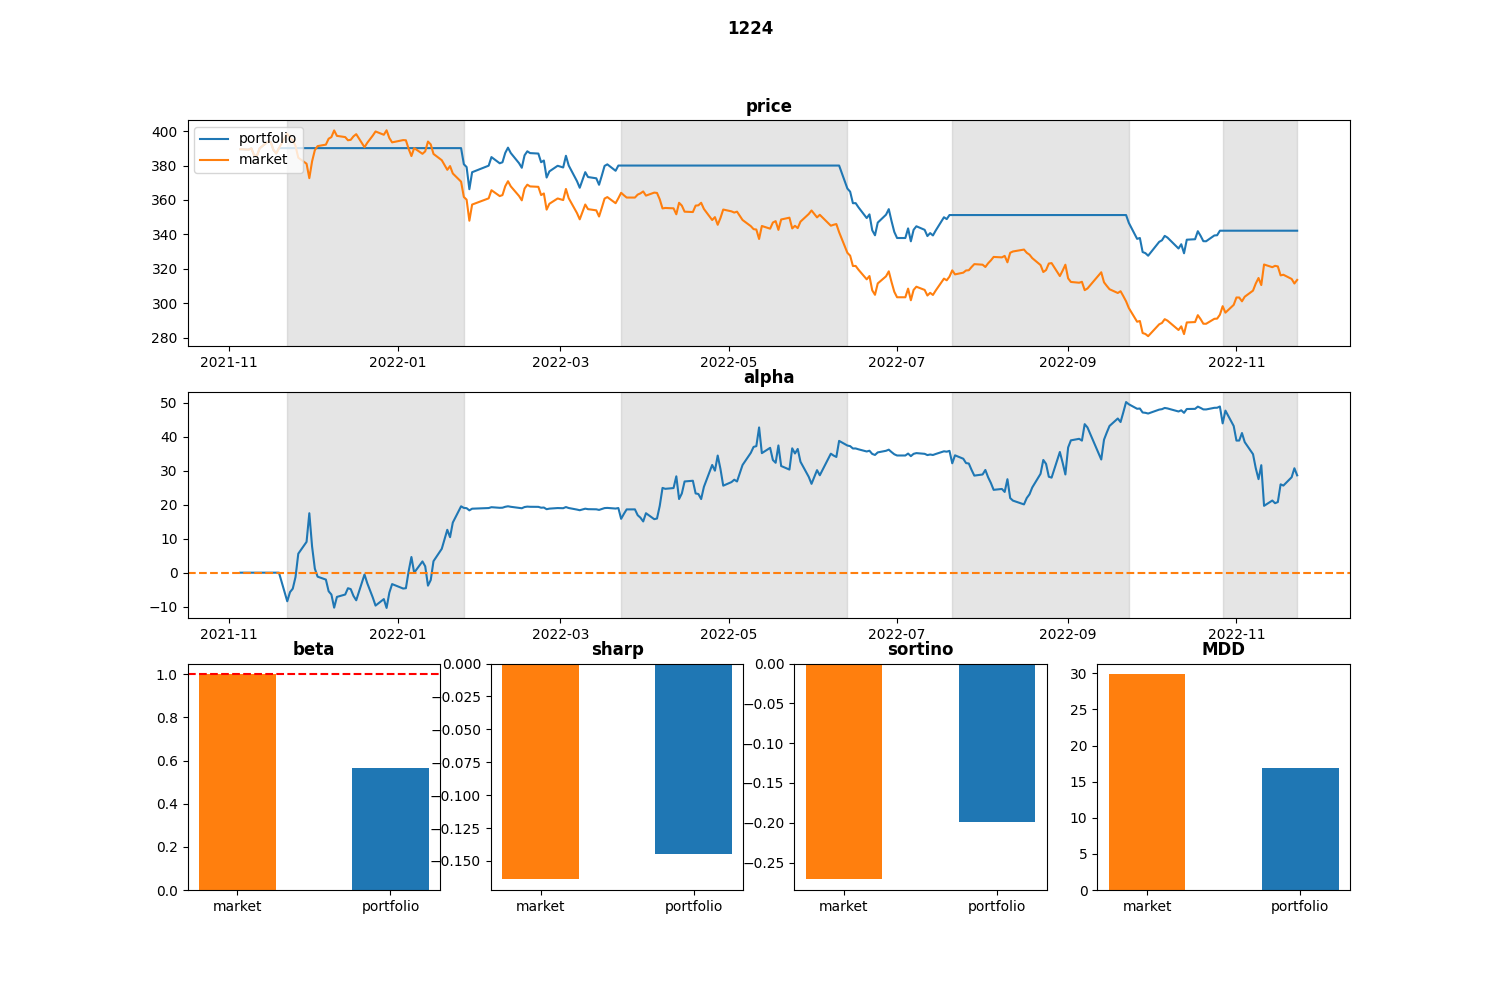 1224
price
portfolio
market
400
380
360
340
320
300
280
2021-11 2022-01 2022-03 2022-05 2022-07 2022-09 2022-11
alpha
50
40
30
20
10
0
−10
2021-11 2022-01 2022-03 2022-05 2022-07 2022-09 2022-11
beta
1.0
0.8
0.6
0.4
0.2
0.0
market portfolio
sharp
0.000
−0.025
−0.050
−0.075
−0.100
−0.125
−0.150
market portfolio
sortino
0.00
−0.05
−0.10
−0.15
−0.20
−0.25
market portfolio
MDD
30
25
20
15
10
5
0
market portfolio